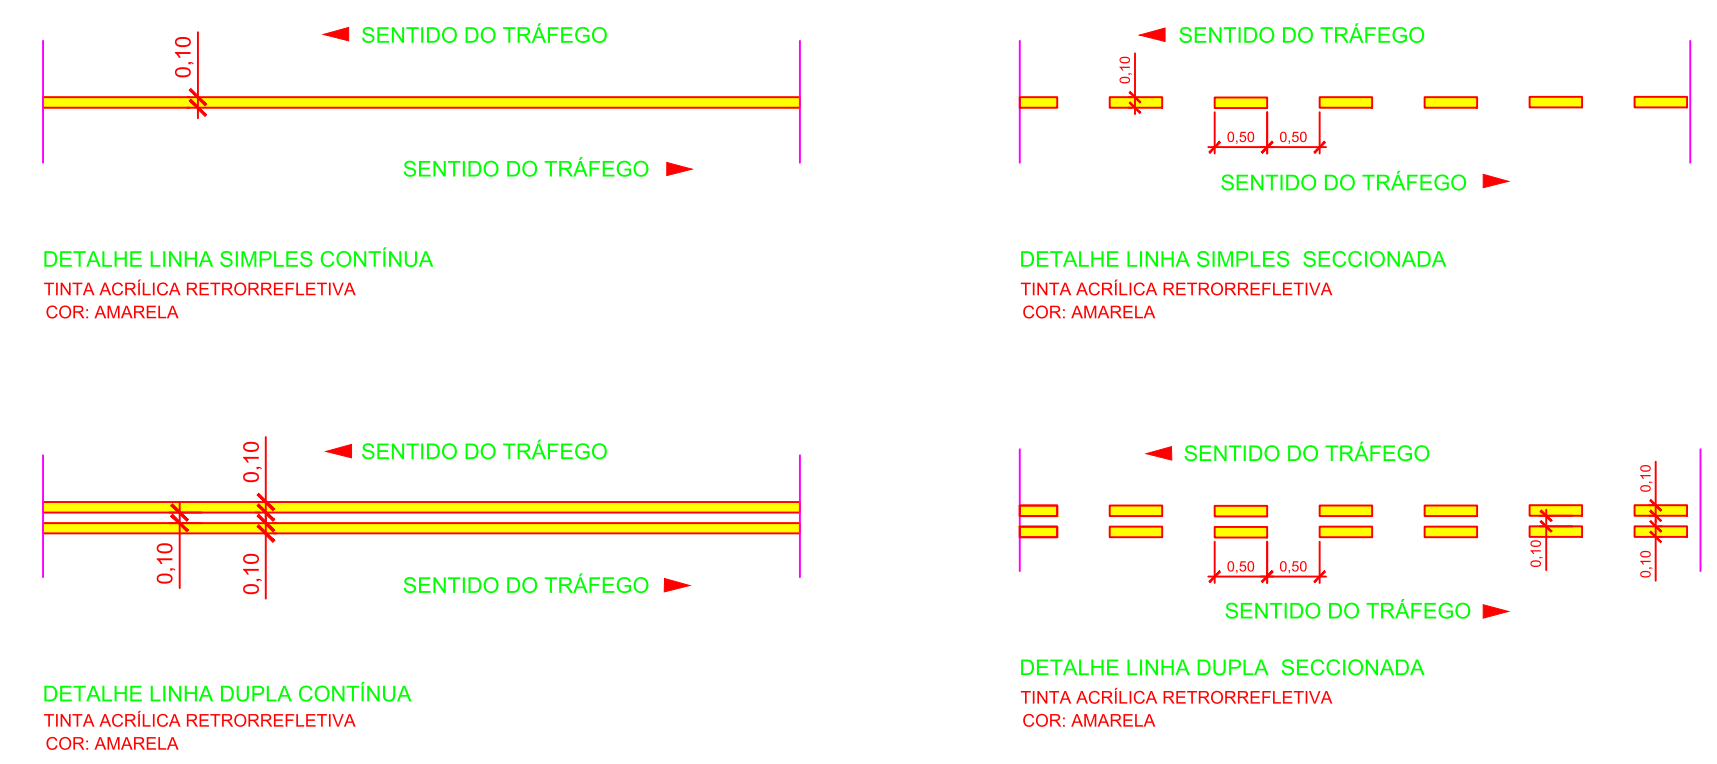 SENTIDO DO TRÁFEGO
0,10
SENTIDO DO TRÁFEGO
DETALHE LINHA SIMPLES CONTÍNUA
TINTA ACRÍLICA RETRORREFLETIVA
COR: AMARELA
SENTIDO DO TRÁFEGO
0,10
0,50 0,50
SENTIDO DO TRÁFEGO
DETALHE LINHA SIMPLES SECCIONADA
TINTA ACRÍLICA RETRORREFLETIVA
COR: AMARELA
SENTIDO DO TRÁFEGO
0,10
0,10
0,10
SENTIDO DO TRÁFEGO
DETALHE LINHA DUPLA CONTÍNUA
TINTA ACRÍLICA RETRORREFLETIVA
COR: AMARELA
SENTIDO DO TRÁFEGO
0,10
0,10
0,10
0,50 0,50
SENTIDO DO TRÁFEGO
DETALHE LINHA DUPLA SECCIONADA
TINTA ACRÍLICA RETRORREFLETIVA
COR: AMARELA